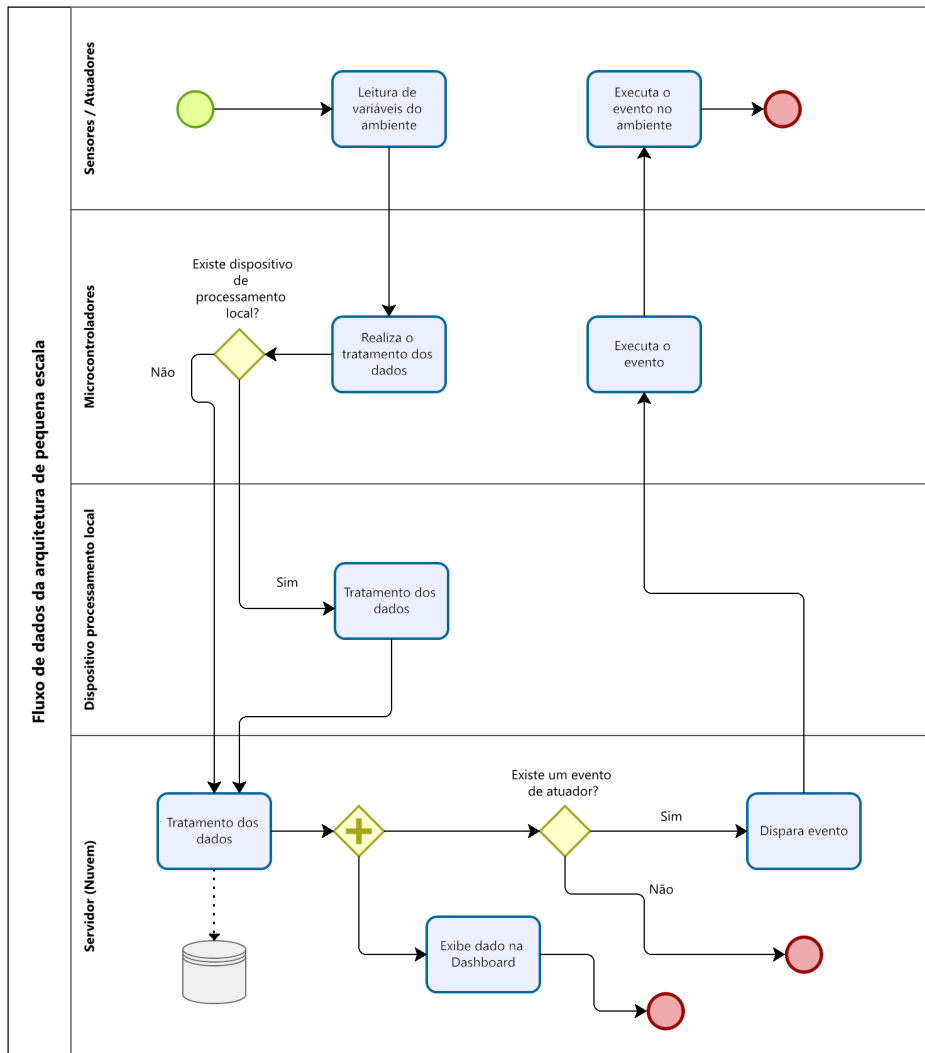 Fluxo de dados da arquitetura de pequena escala
Sensores / Atuadores
Leitura de
variáveis do
ambiente
Executa o
evento no
ambiente
Microcontroladores
Existe dispositivo
de
processamento
local?
Não
Realiza o
tratamento dos
dados
Executa o
evento
Dispositivo processamento local
Sim
Tratamento dos
dados
Servidor (Nuvem)
Tratamento dos
dados
Existe um evento
de atuador?
Sim
Dispara evento
Não
Exibe dado na
Dashboard